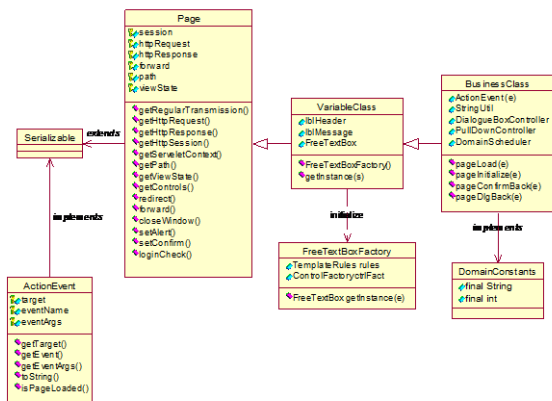 Page
session
httpRequest
httpResponse
forward
path
viewState
getRegularTransmission()
getHttpRequest()
getHttpResponse()
getHttpSession()
getServeletContext()
getPath()
getViewState()
getControls()
redirect()
forward()
closeWindow()
setAlert()
setConfirm()
loginCheck()
Serializable
extends
implements
ActionEvent
target
eventName
eventArgs
getTarget()
getEvent()
getEventArgs()
toString()
isPageLoaded()
VariableClass
lblHeader
lblMessage
FreeTextBox
FreeTextBoxFactory()
getInstance(s)
initialize
FreeTextBoxFactory
TemplateRules rules
ControlFactoryctrlFact
FreeTextBox getInstance(e)
BusinessClass
ActionEvent(e)
StringUtil
DialogueBoxController
PullDownController
DomainScheduler
pageLoad(e)
pageInitialize(e)
pageConfirmBack(e)
pageDlgBack(e)
implements
DomainConstants
final String
final int